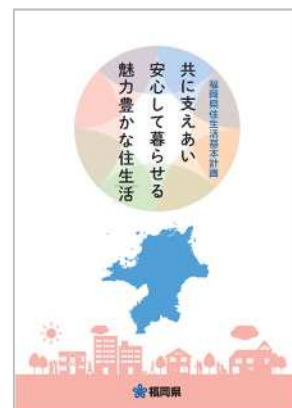 福岡県住生活基本計画
共に支えあい
安心して暮らせる
魅力豊かな住生活
福岡県